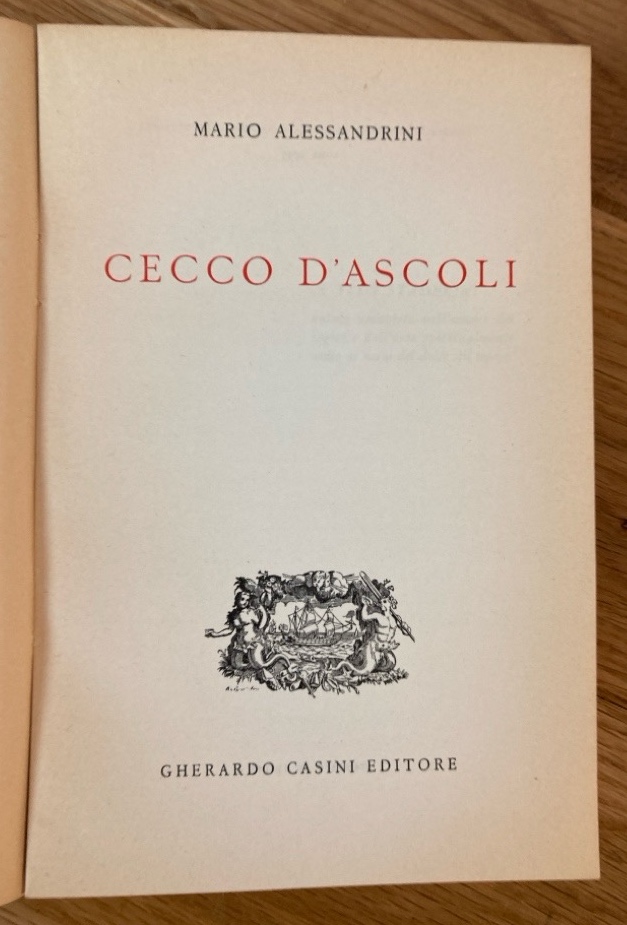 MARIO ALESSANDRINI
CECCO D'ASCOLI
GHERARDO CASINI EDITORE